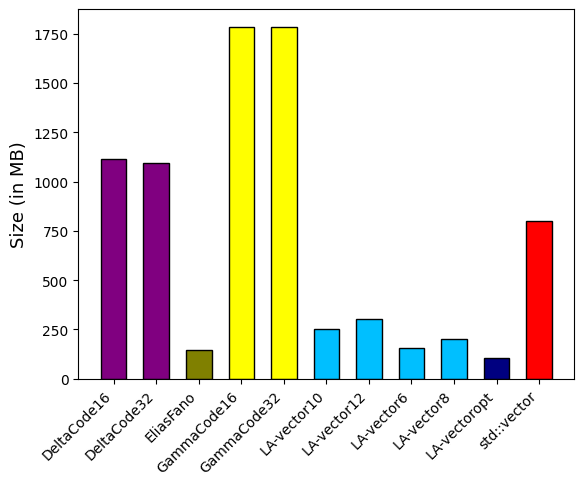 Size (in MB)
1750
1500
1250
1000
750
500
250
0
DeltaCode16
DeltaCode32
EliasFano
GammaCode16
GammaCode32
LA-vector10
LA-vector12
LA-vector6
LA-vector8
LA-vectoropt
std::vector